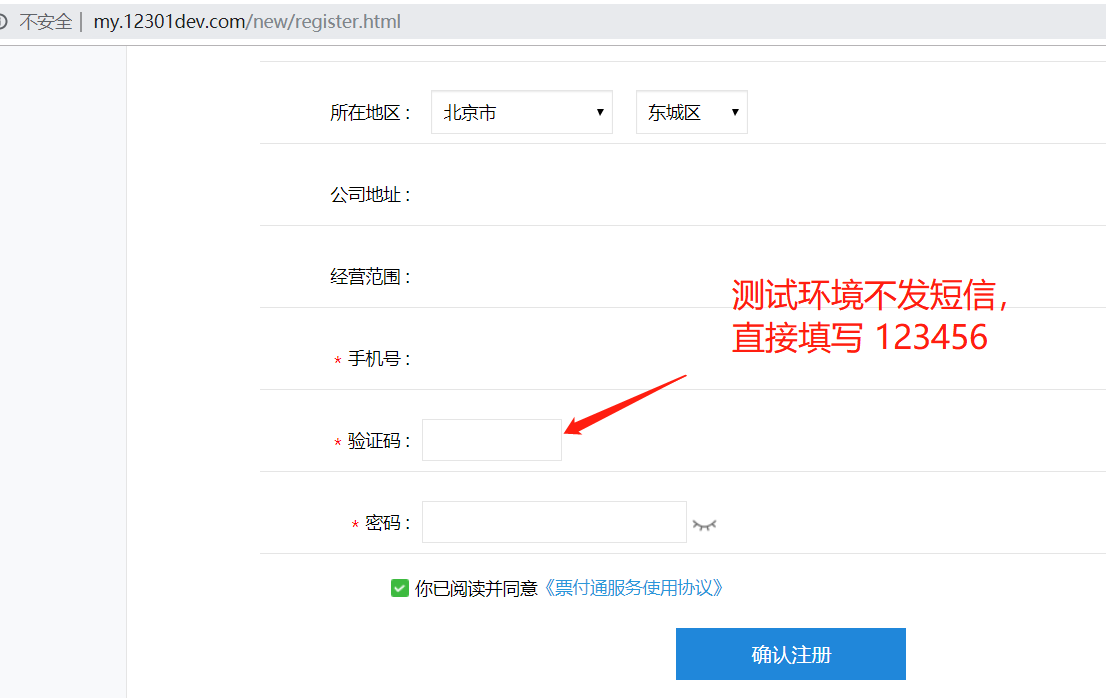 不安全 | my.12301dev.com/new/register.html
所在地区： 北京市 东城区
公司地址：
经营范围：
测试环境不发短信，
直接填写 123456
* 手机号：
* 验证码：
* 密码：
你已阅读并同意《票付通服务使用协议》
确认注册